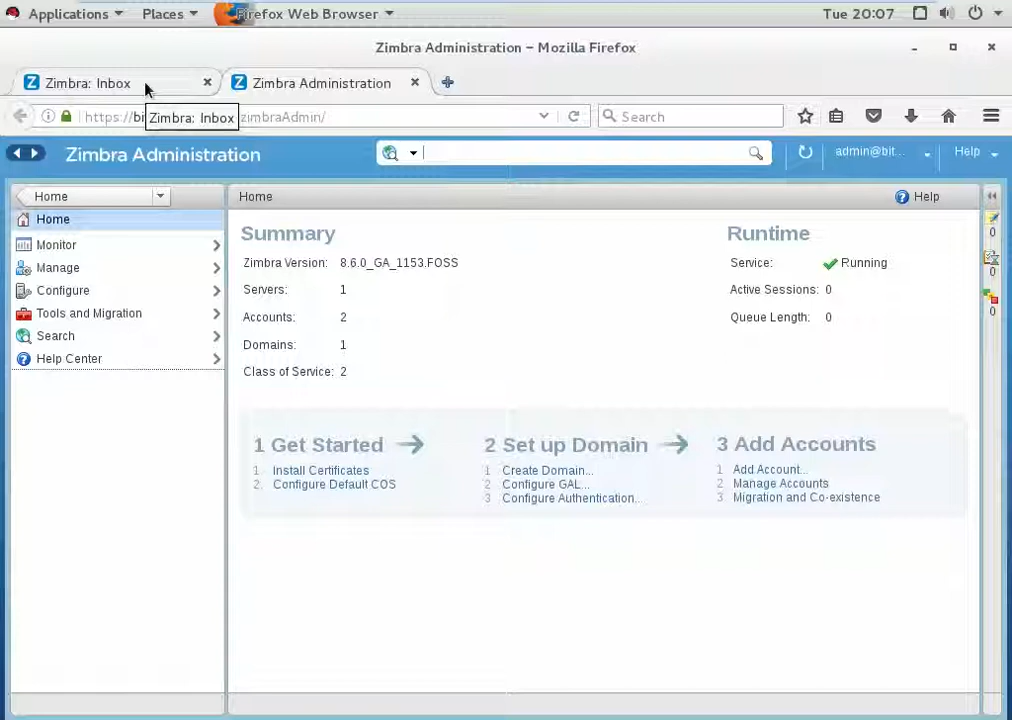 Applications Places Firefox Web Browser Tue 20:07
Zimbra Administration – Mozilla Firefox
Zimbra: Inbox Zimbra Administration
https://bi zimbraAdmin/ Search
Zimbra: Inbox
Zimbra Administration admin@bit... Help
Home Home Help
Home
Monitor
Manage
Configure
Tools and Migration
Search
Help Center
Summary
Zimbra Version: 8.6.0_GA_1153.FOSS
Servers: 1
Accounts: 2
Domains: 1
Class of Service: 2
Runtime
Service: Running
Active Sessions: 0
Queue Length: 0
1 Get Started
1 Install Certificates
2. Configure Default COS
2 Set up Domain
1 Create Domain...
2 Configure GAL...
3 Configure Authentication...
3 Add Accounts
1 Add Account...
2 Manage Accounts
3 Migration and Co-existence
0
0
0